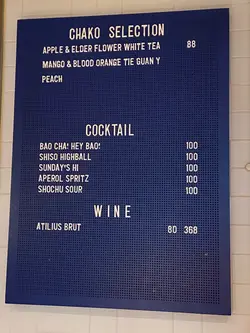 CHAKO SELECTION
APPLE & ELDER FLOWER WHITE TEA 88
MANGO & BLOOD ORANGE TIE GUAN Y
PEACH
COCKTAIL
BAO CHA! HEY BAO! 100
SHISO HIGHBALL 100
SUNDAY'S HI 100
APEROL SPRITZ 100
SHOCHU SOUR 100
WINE
ATILIUS BRUT 80 368